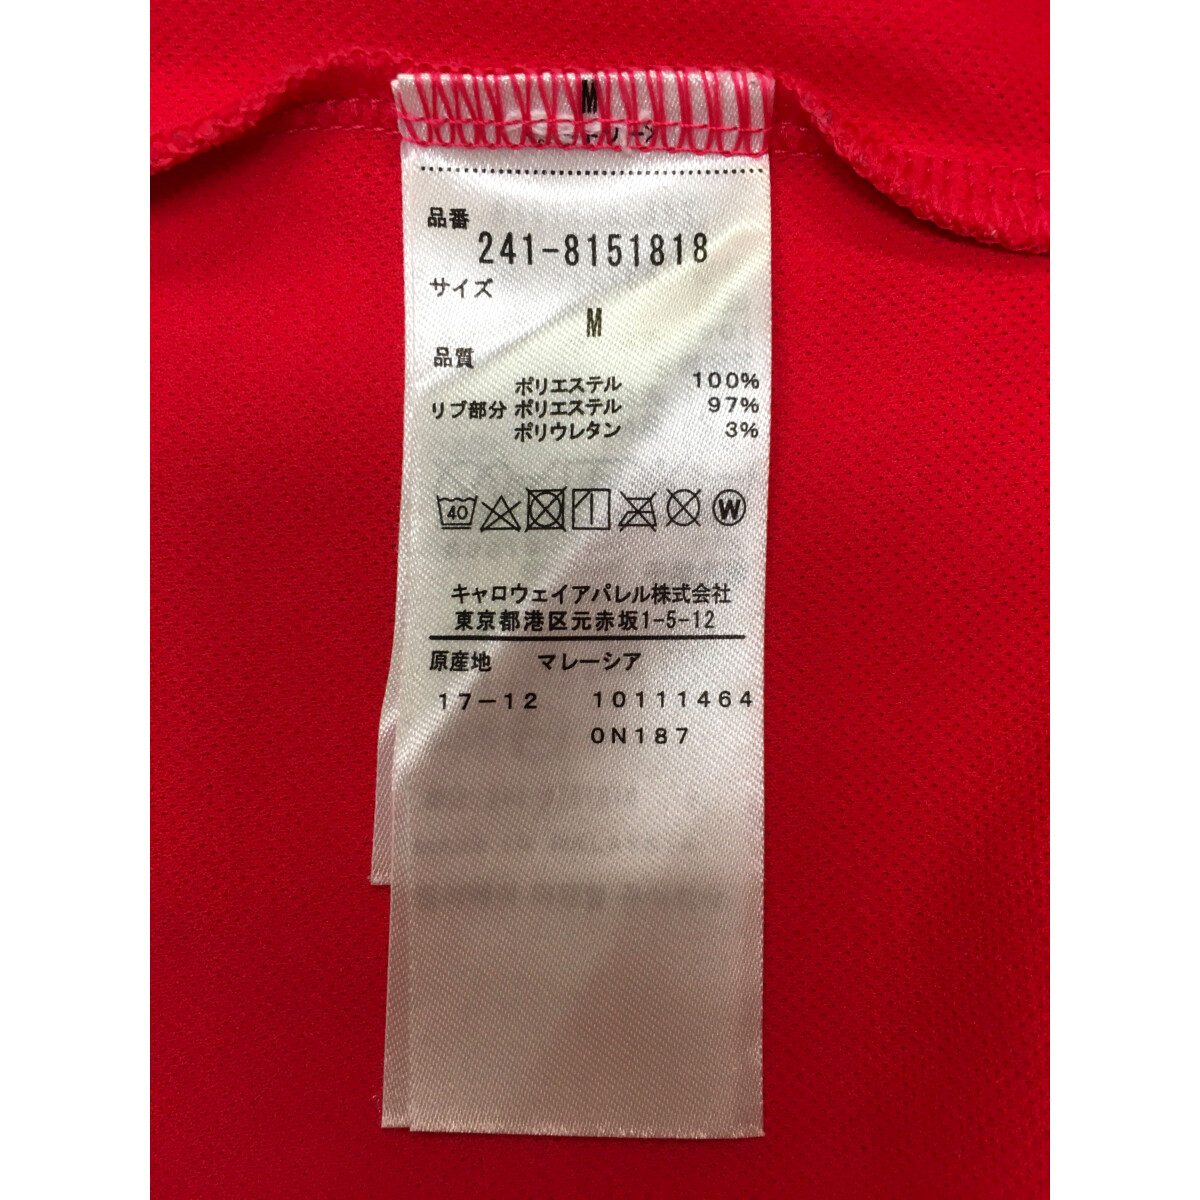 M
品番
241-8151818
サイズ
M
品質
ポリエステル 100%
リブ部分 ポリエステル 97%
ポリウレタン 3%
40 W
キャロウェイアパレル株式会社
東京都港区元赤坂1-5-12
原産地 マレーシア
17-12 10111464
0N187